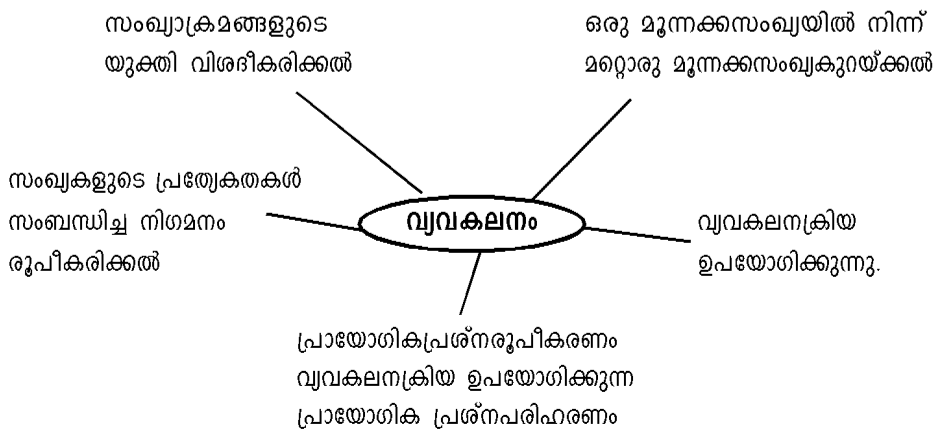 സംഖ്യാക്രമങ്ങളുടെ
യുക്തി വിശദീകരിക്കൽ
ഒരു മൂന്നക്കസംഖ്യയിൽ നിന്ന്
മറ്റൊരു മൂന്നക്കസംഖ്യകുറയ്ക്കൽ
സംഖ്യകളുടെ പ്രത്യേകതകൾ
സംബന്ധിച്ച നിഗമനം
രൂപീകരിക്കൽ
വ്യവകലനം
വ്യവകലനക്രിയ
ഉപയോഗിക്കുന്നു.
പ്രായോഗികപ്രശ്നരൂപീകരണം
വ്യവകലനക്രിയ ഉപയോഗിക്കുന്ന
പ്രായോഗിക പ്രശ്നപരിഹരണം